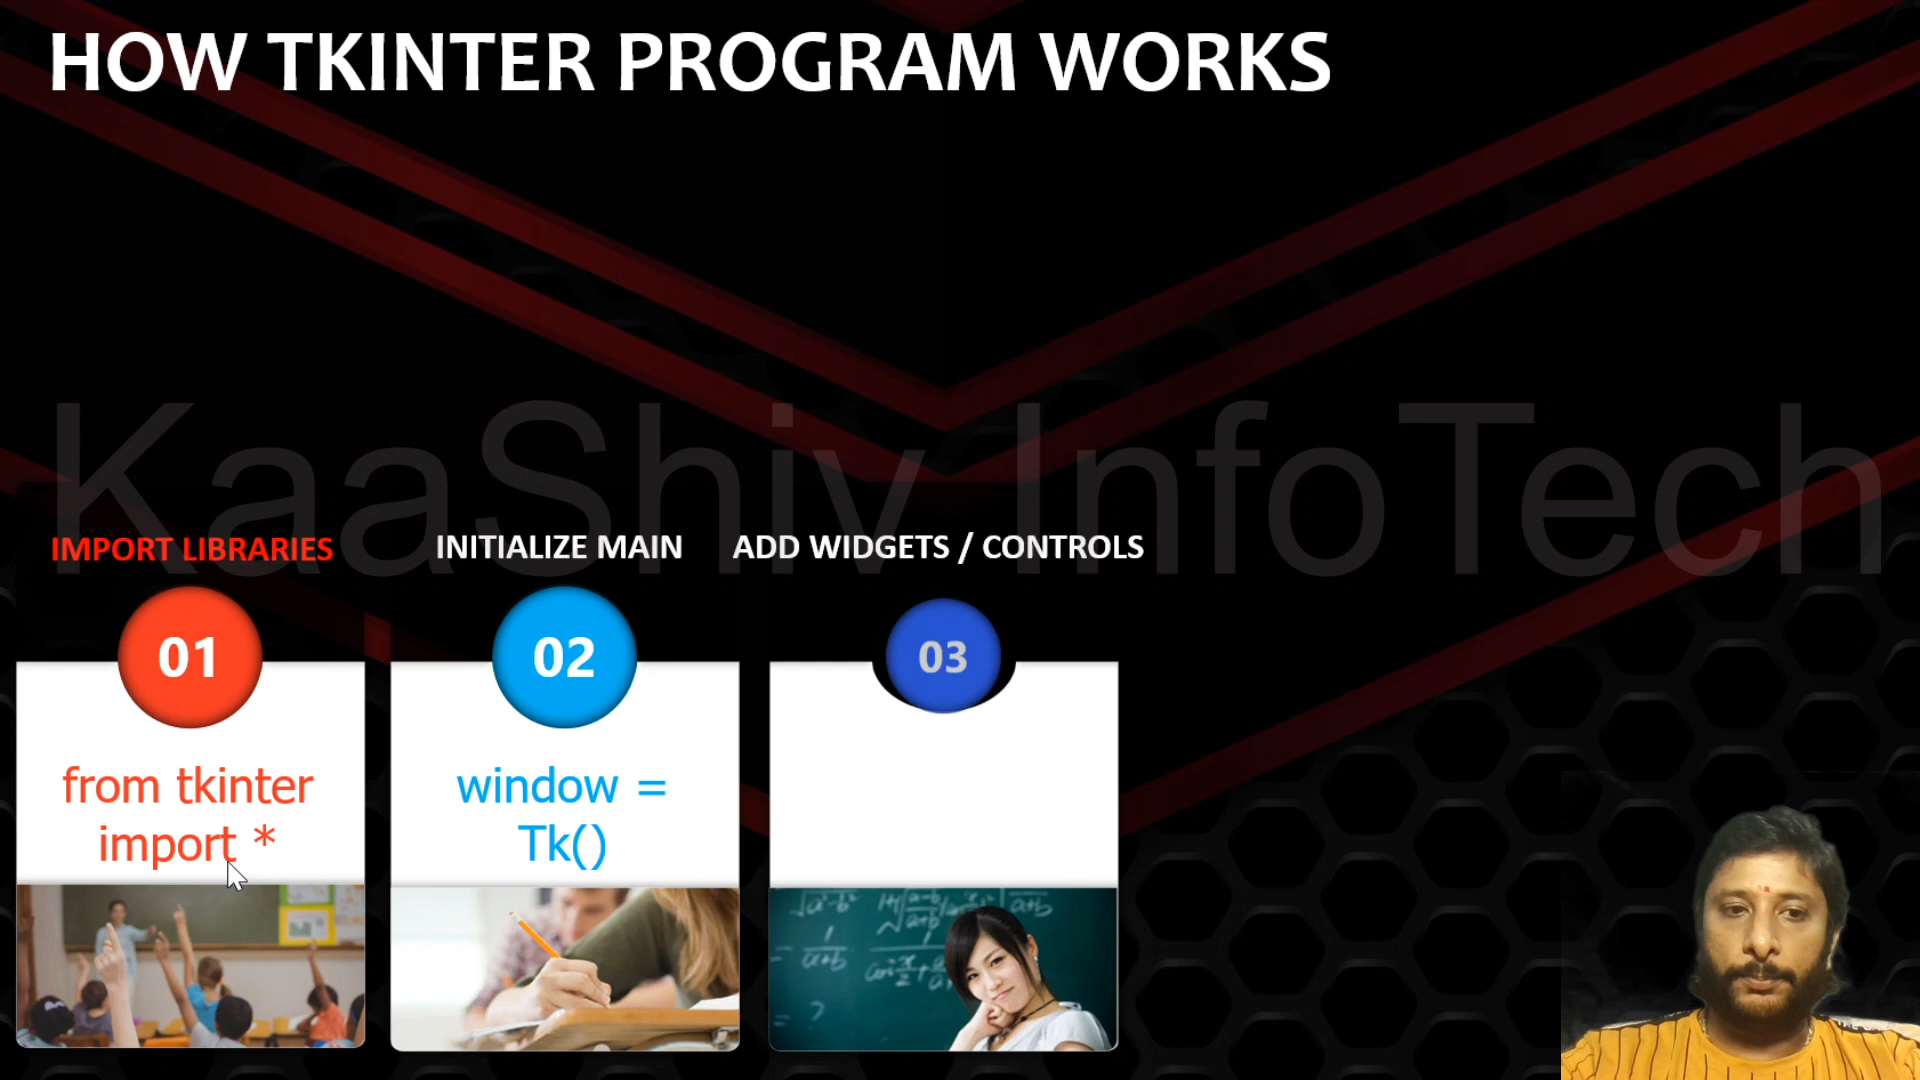 HOW TKINTER PROGRAM WORKS
KaaShiv InfoTech
IMPORT LIBRARIES
INITIALIZE MAIN
ADD WIDGETS / CONTROLS
01
02
03
from tkinter
import *
window =
Tk()